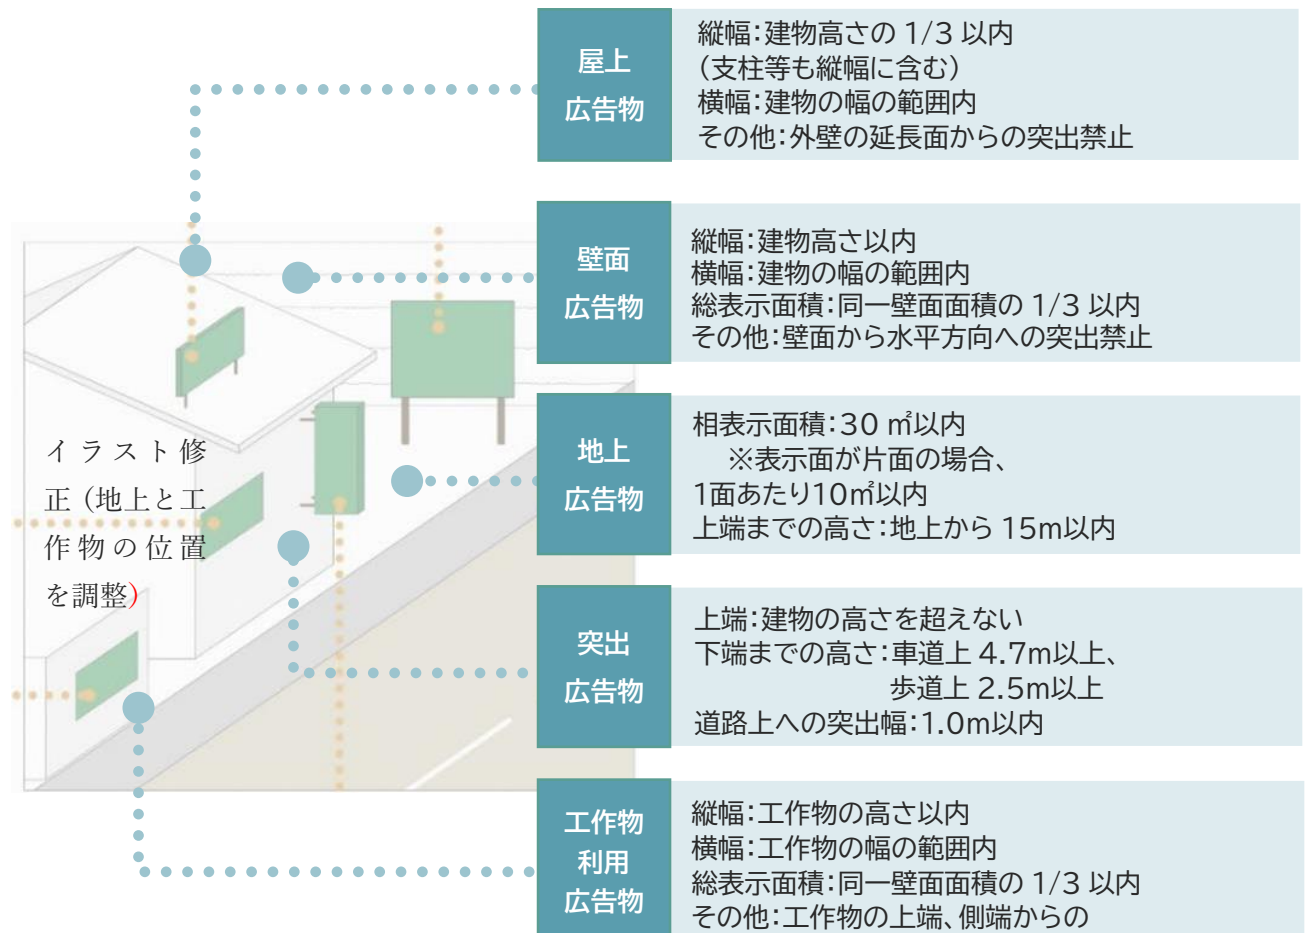 屋上
広告物
縦幅：建物高さの 1/3 以内
（支柱等も縦幅に含む）
横幅：建物の幅の範囲内
その他：外壁の延長面からの突出禁止
壁面
広告物
縦幅：建物高さ以内
横幅：建物の幅の範囲内
総表示面積：同一壁面面積の 1/3 以内
その他：壁面から水平方向への突出禁止
地上
広告物
相表示面積：30 ㎡以内
※表示面が片面の場合、
1面あたり10㎡以内
上端までの高さ：地上から 15m以内
イラスト修
正（地上と工
作物の位置
を調整）
突出
広告物
上端：建物の高さを超えない
下端までの高さ：車道上 4.7m以上、
歩道上 2.5m以上
道路上への突出幅：1.0m以内
工作物
利用
広告物
縦幅：工作物の高さ以内
横幅：工作物の幅の範囲内
総表示面積：同一壁面面積の 1/3 以内
その他：工作物の上端、側端からの